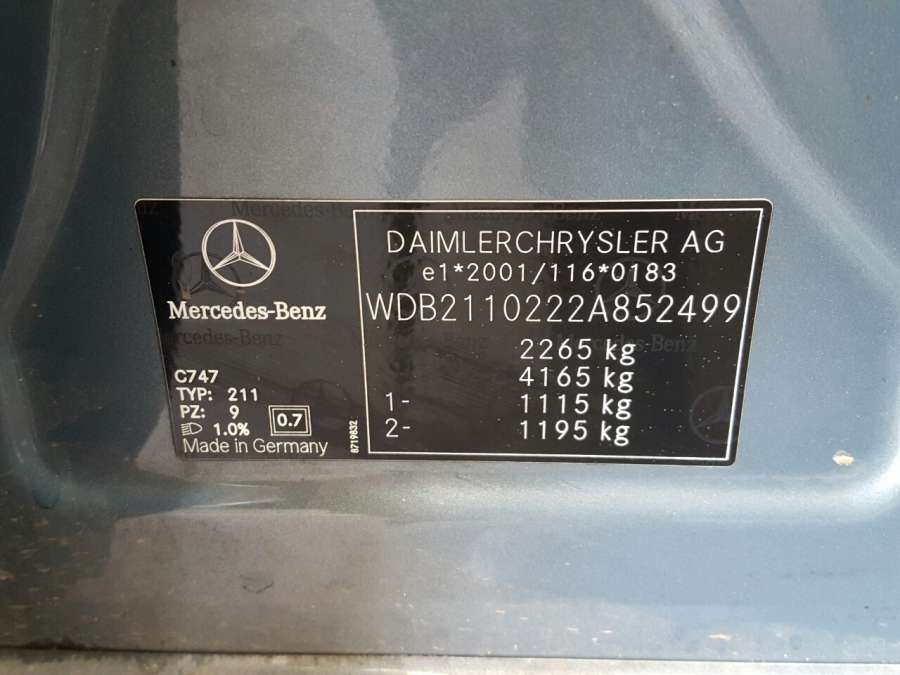 Mercedes-Benz
C747
TYP: 211
PZ: 9
1.0% 0.7
Made in Germany
8719832
DAIMLERCHRYSLER AG
e1*2001/116*0183
WDB2110222A852499
2265 kg
4165 kg
1- 1115 kg
2- 1195 kg